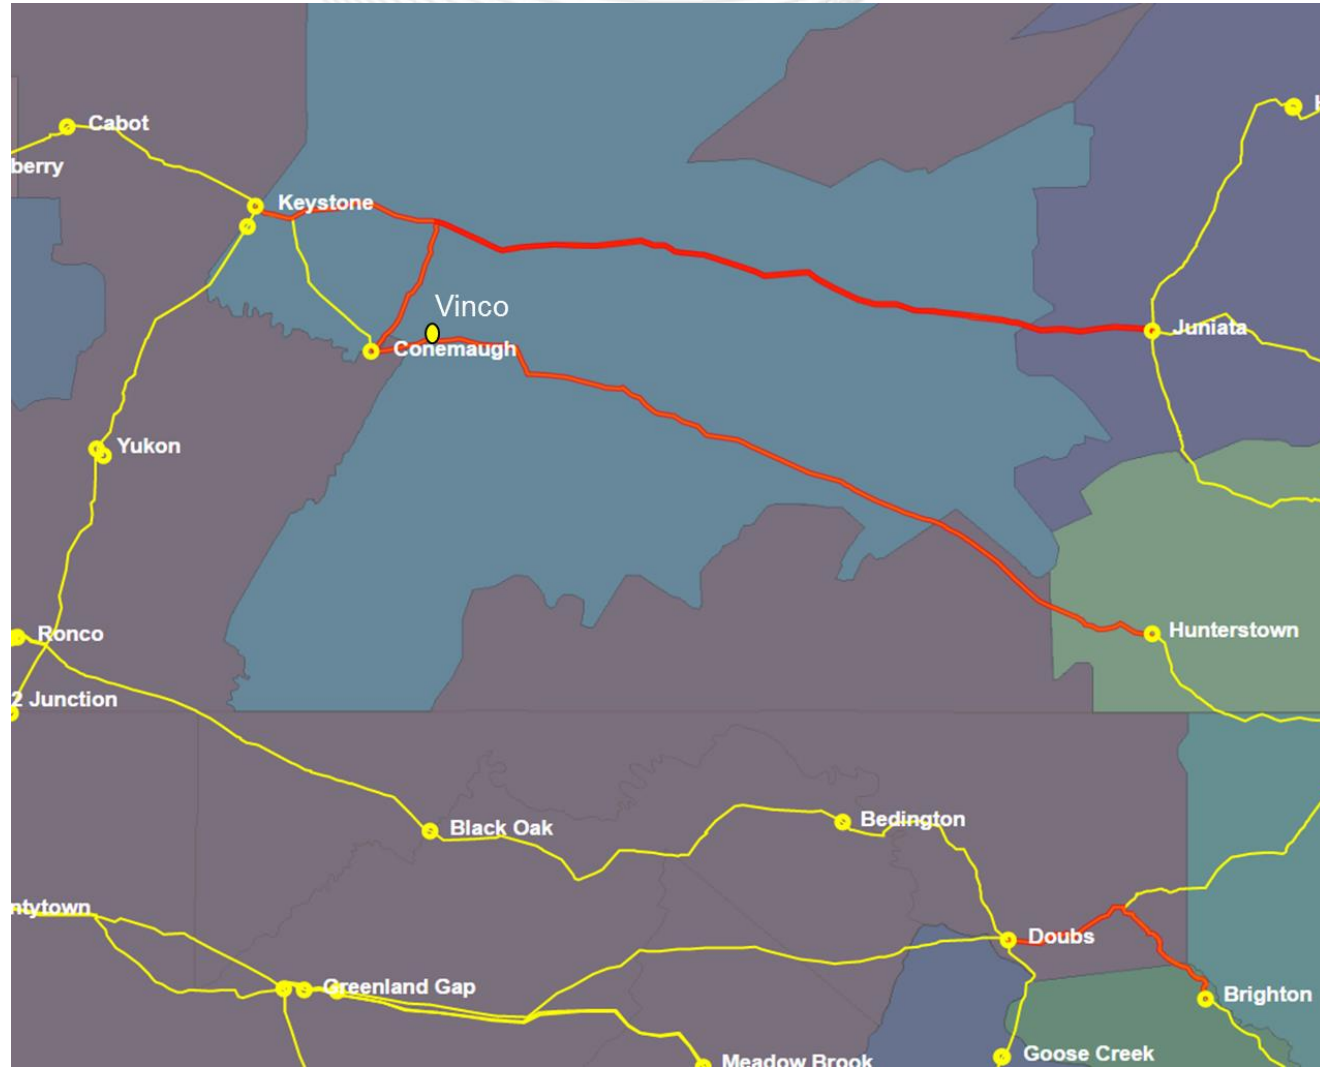 Cabot
berry
Keystone
Vinco
Juniata
Conemaugh
Yukon
Ronco
Hunterstown
2 Junction
Black Oak
Bedington
ntytown
Doubs
Greenland Gap
Brighton
Goose Creek
Meadow Brook